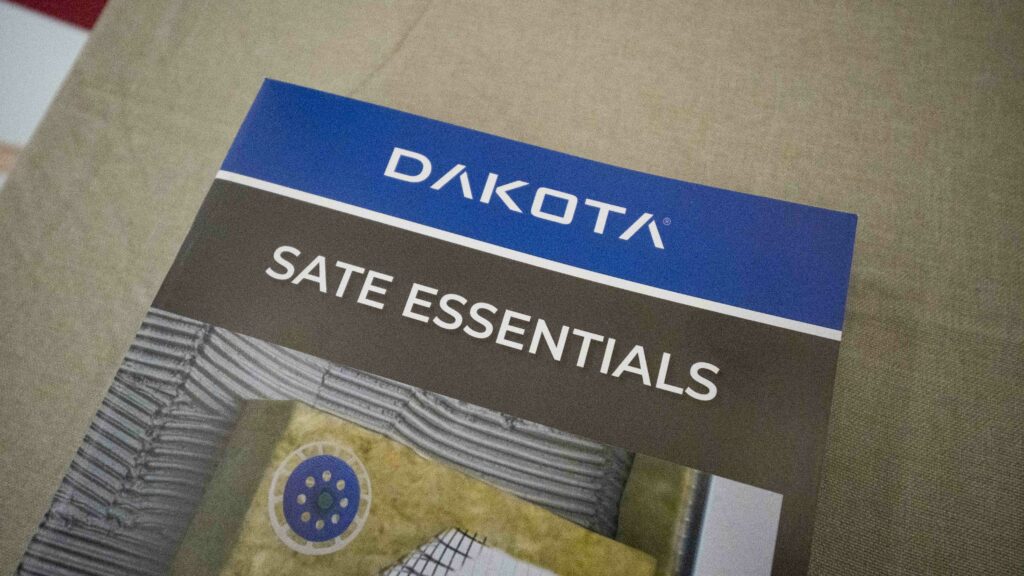 DAKOTA®
SATE ESSENTIALS